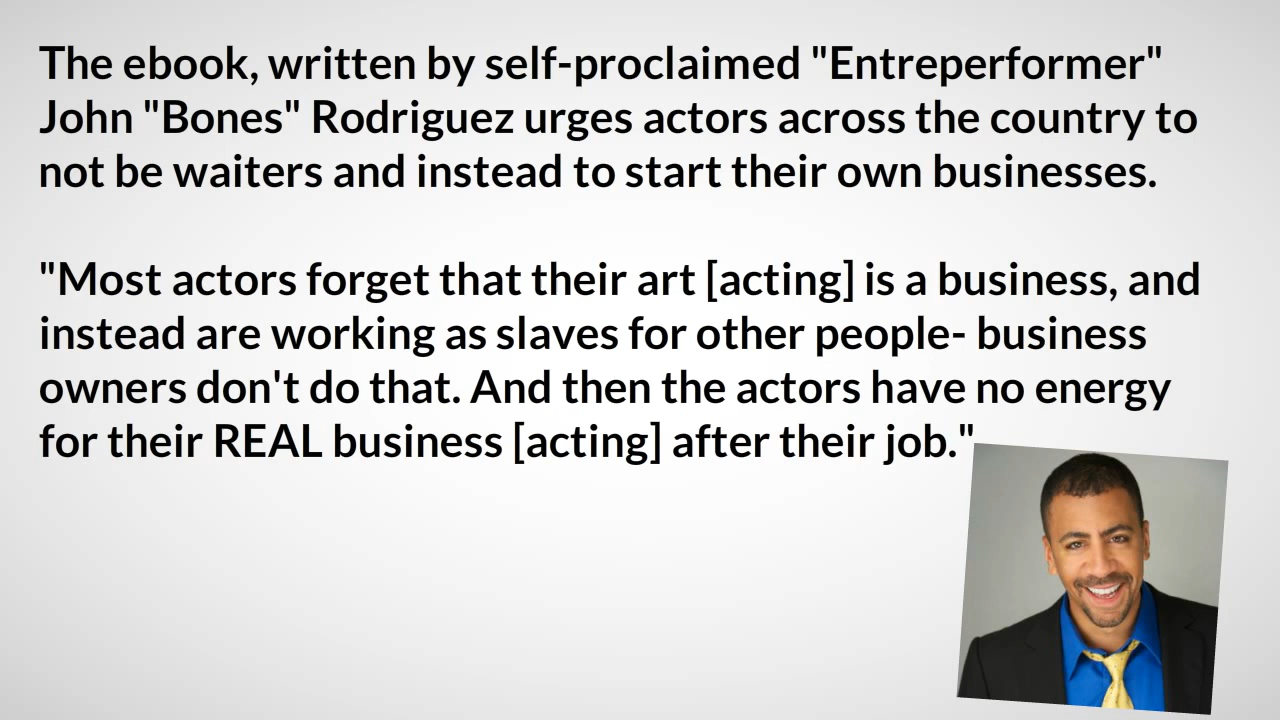 The ebook, written by self-proclaimed "Entreperformer"
John "Bones" Rodriguez urges actors across the country to
not be waiters and instead to start their own businesses.
"Most actors forget that their art [acting] is a business, and
instead are working as slaves for other people- business
owners don't do that. And then the actors have no energy
for their REAL business [acting] after their job."